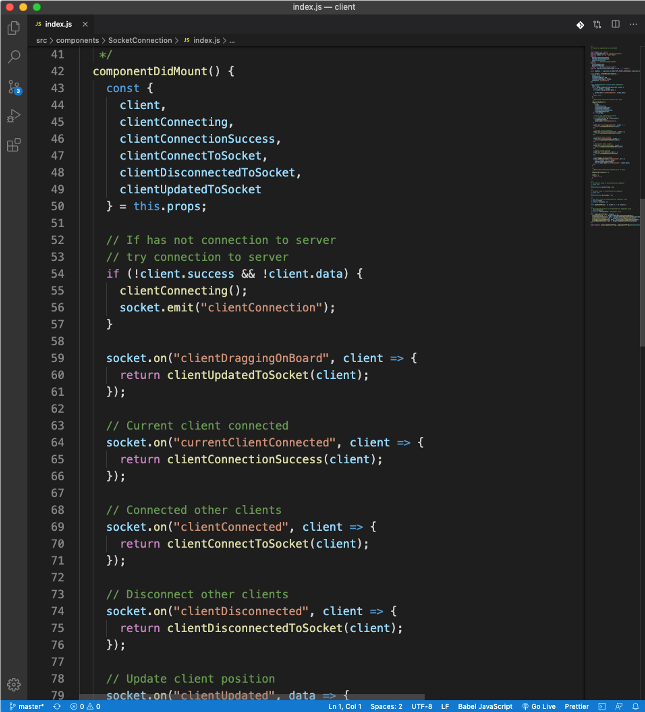 index.js — client
JS index.js ×
src › components › SocketConnection › JS index.js › ...
41 */
42 componentDidMount() {
43 const {
44 client,
45 clientConnecting,
46 clientConnectionSuccess,
47 clientConnectToSocket,
48 clientDisconnectedToSocket,
49 clientUpdatedToSocket
50 } = this.props;
51
52 // If has not connection to server
53 // try connection to server
54 if (!client.success && !client.data) {
55 clientConnecting();
56 socket.emit("clientConnection");
57 }
58
59 socket.on("clientDraggingOnBoard", client => {
60 return clientUpdatedToSocket(client);
61 });
62
63 // Current client connected
64 socket.on("currentClientConnected", client => {
65 return clientConnectionSuccess(client);
66 });
67
68 // Connected other clients
69 socket.on("clientConnected", client => {
70 return clientConnectToSocket(client);
71 });
72
73 // Disconnect other clients
74 socket.on("clientDisconnected", client => {
75 return clientDisconnectedToSocket(client);
76 });
77
78 // Update client position
79 socket.on("clientUpdated", data => {
3
master* 0 0 Ln 1, Col 1 Spaces: 2 UTF-8 LF Babel JavaScript Go Live Prettier